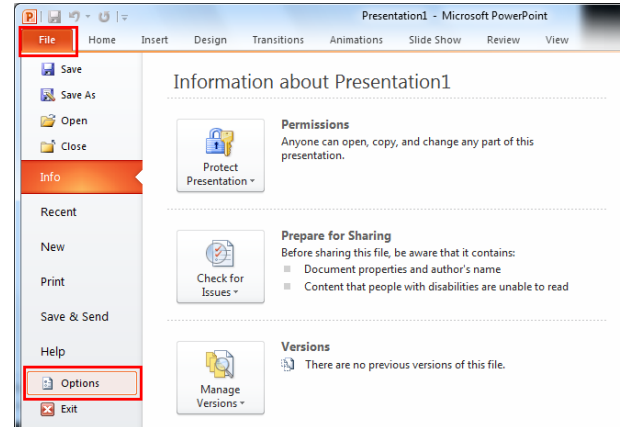 Presentation1 - Microsoft PowerPoint
File Home Insert Design Transitions Animations Slide Show Review View
Save
Save As
Open
Close
Info
Recent
New
Print
Save & Send
Help
Options
Exit
Information about Presentation1
Protect
Presentation
Permissions
Anyone can open, copy, and change any part of this
presentation.
Check for
Issues
Prepare for Sharing
Before sharing this file, be aware that it contains:
Document properties and author's name
Content that people with disabilities are unable to read
Manage
Versions
Versions
There are no previous versions of this file.